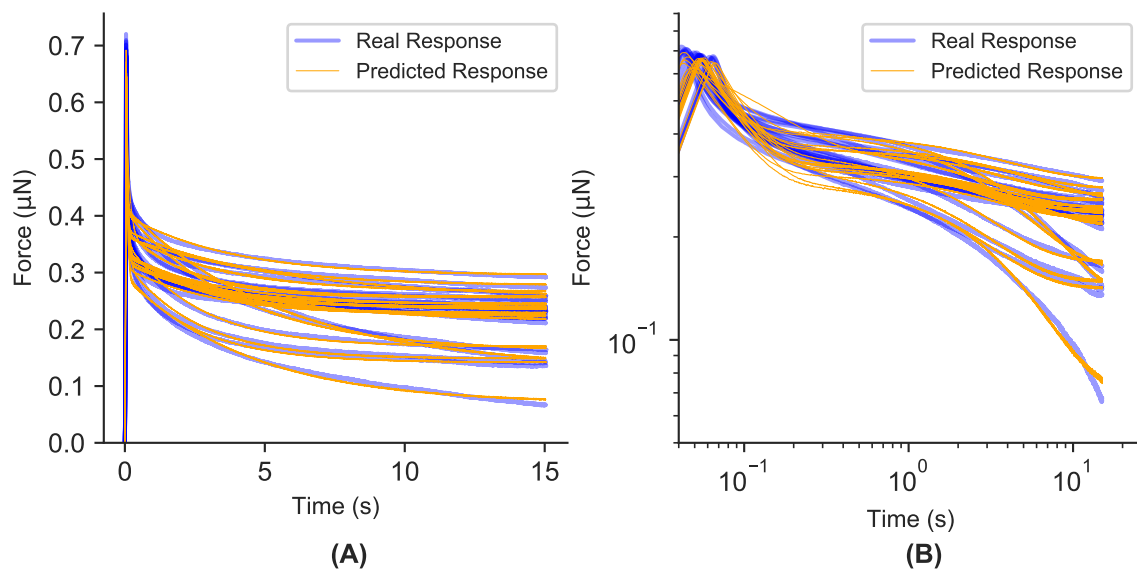 Real Response
Predicted Response
0.7
0.6
0.5
0.4
0.3
0.2
0.1
0.0
Force (µN)
0
5
10
15
Time (s)
(A)
Real Response
Predicted Response
10⁻¹
Force (µN)
10⁻¹
10⁰
10¹
Time (s)
(B)